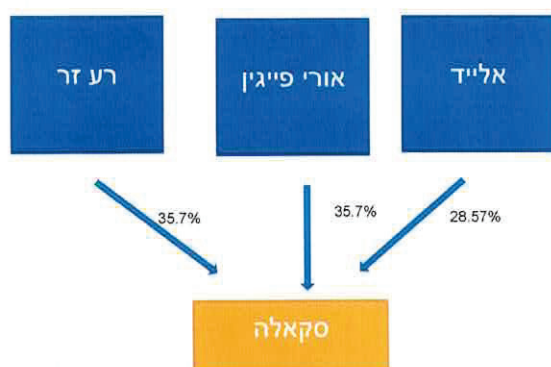 אלייד
אורי פייגין
רע זר
28.57%
35.7%
35.7%
סקאלה